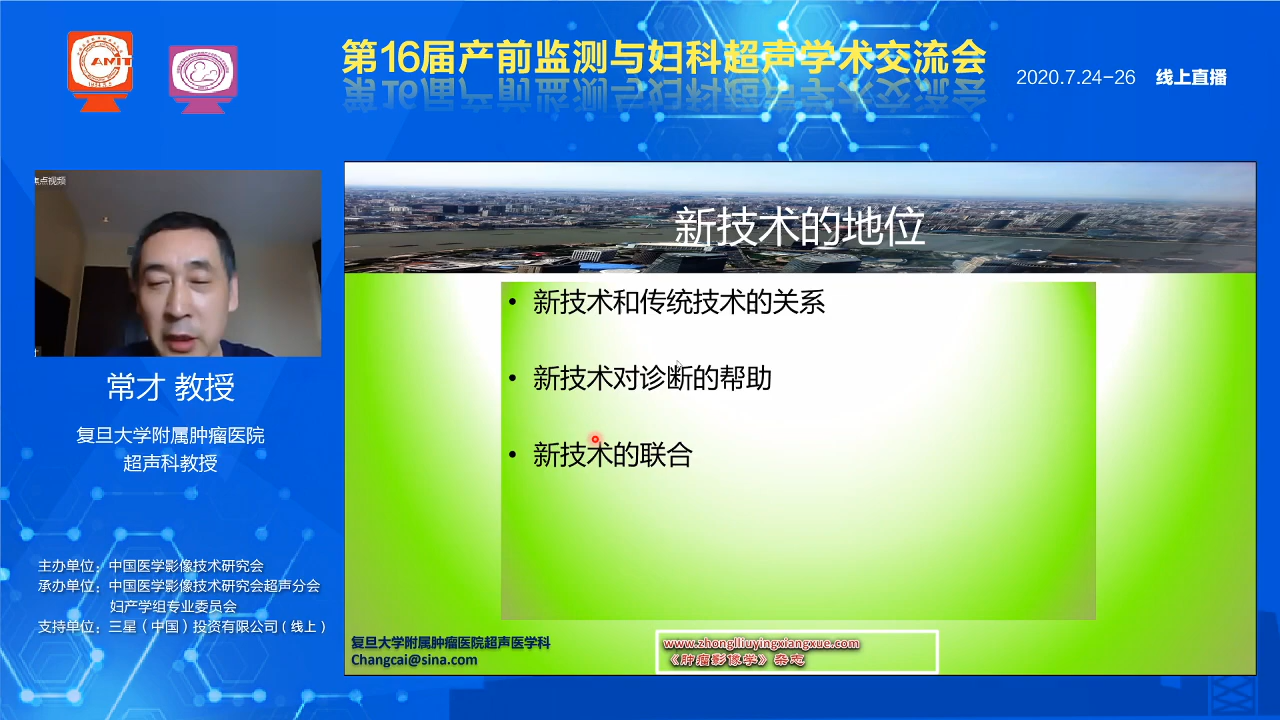 第16届产前监测与妇科超声学术交流会
2020.7.24-26 线上直播
CAMIT
焦点视频
常才 教授
复旦大学附属肿瘤医院
超声科教授
主办单位：中国医学影像技术研究会
承办单位：中国医学影像技术研究会超声分会
妇产学组专业委员会
支持单位：三星（中国）投资有限公司（线上）
新技术的地位
• 新技术和传统技术的关系
• 新技术对诊断的帮助
• 新技术的联合
复旦大学附属肿瘤医院超声医学科
Changcai@sina.com
www.zhonglliuyingxiangxue.com
《肿瘤影像学》杂志